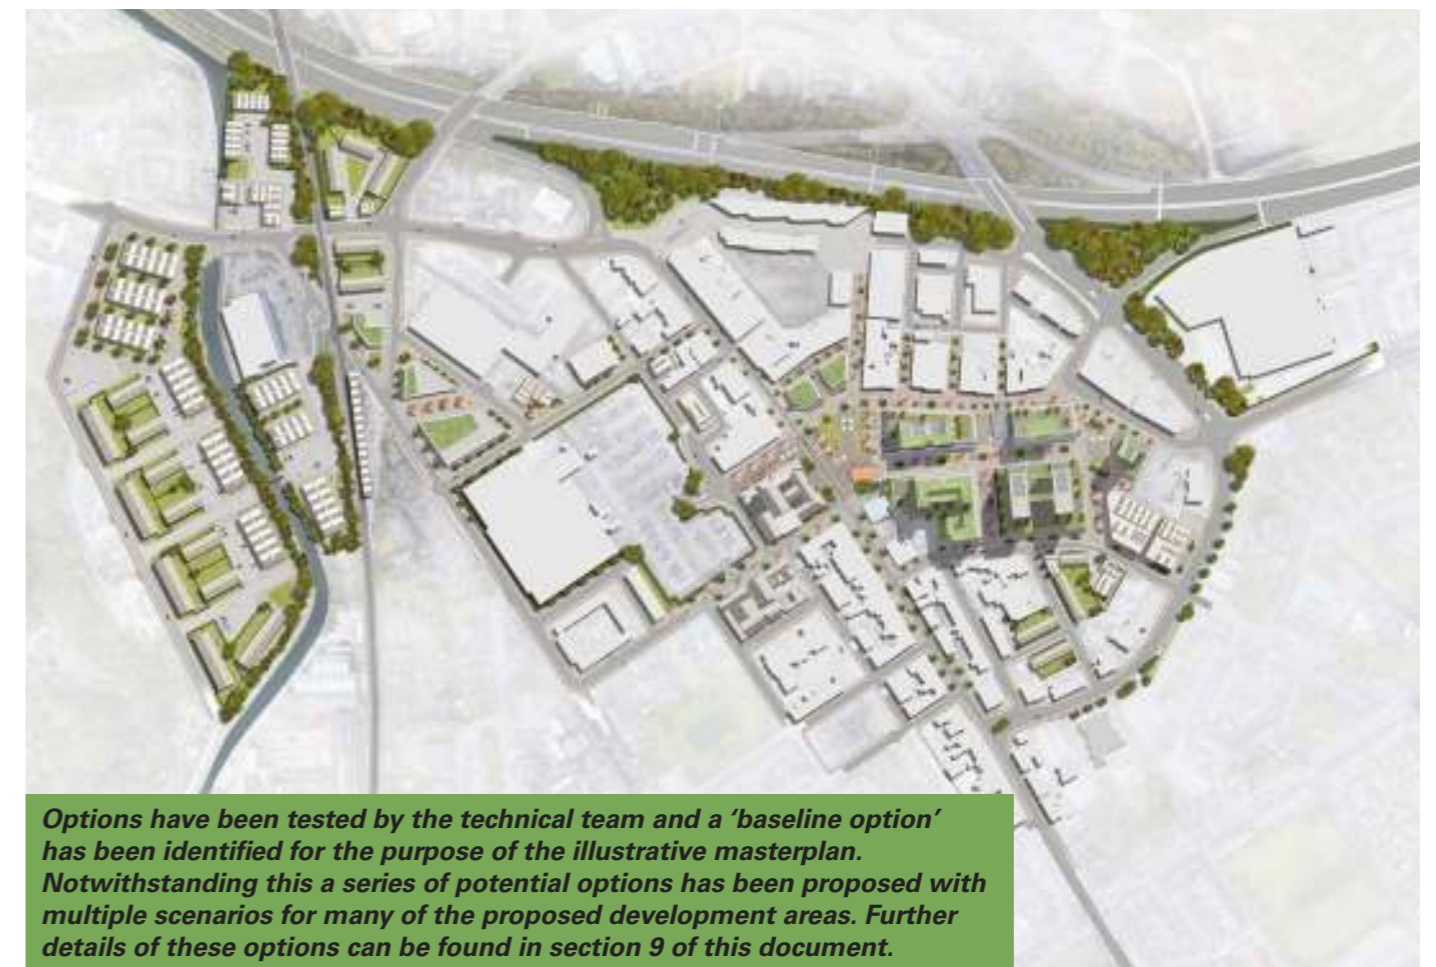 Options have been tested by the technical team and a ‘baseline option’
has been identified for the purpose of the illustrative masterplan.
Notwithstanding this a series of potential options has been proposed with
multiple scenarios for many of the proposed development areas. Further
details of these options can be found in section 9 of this document.